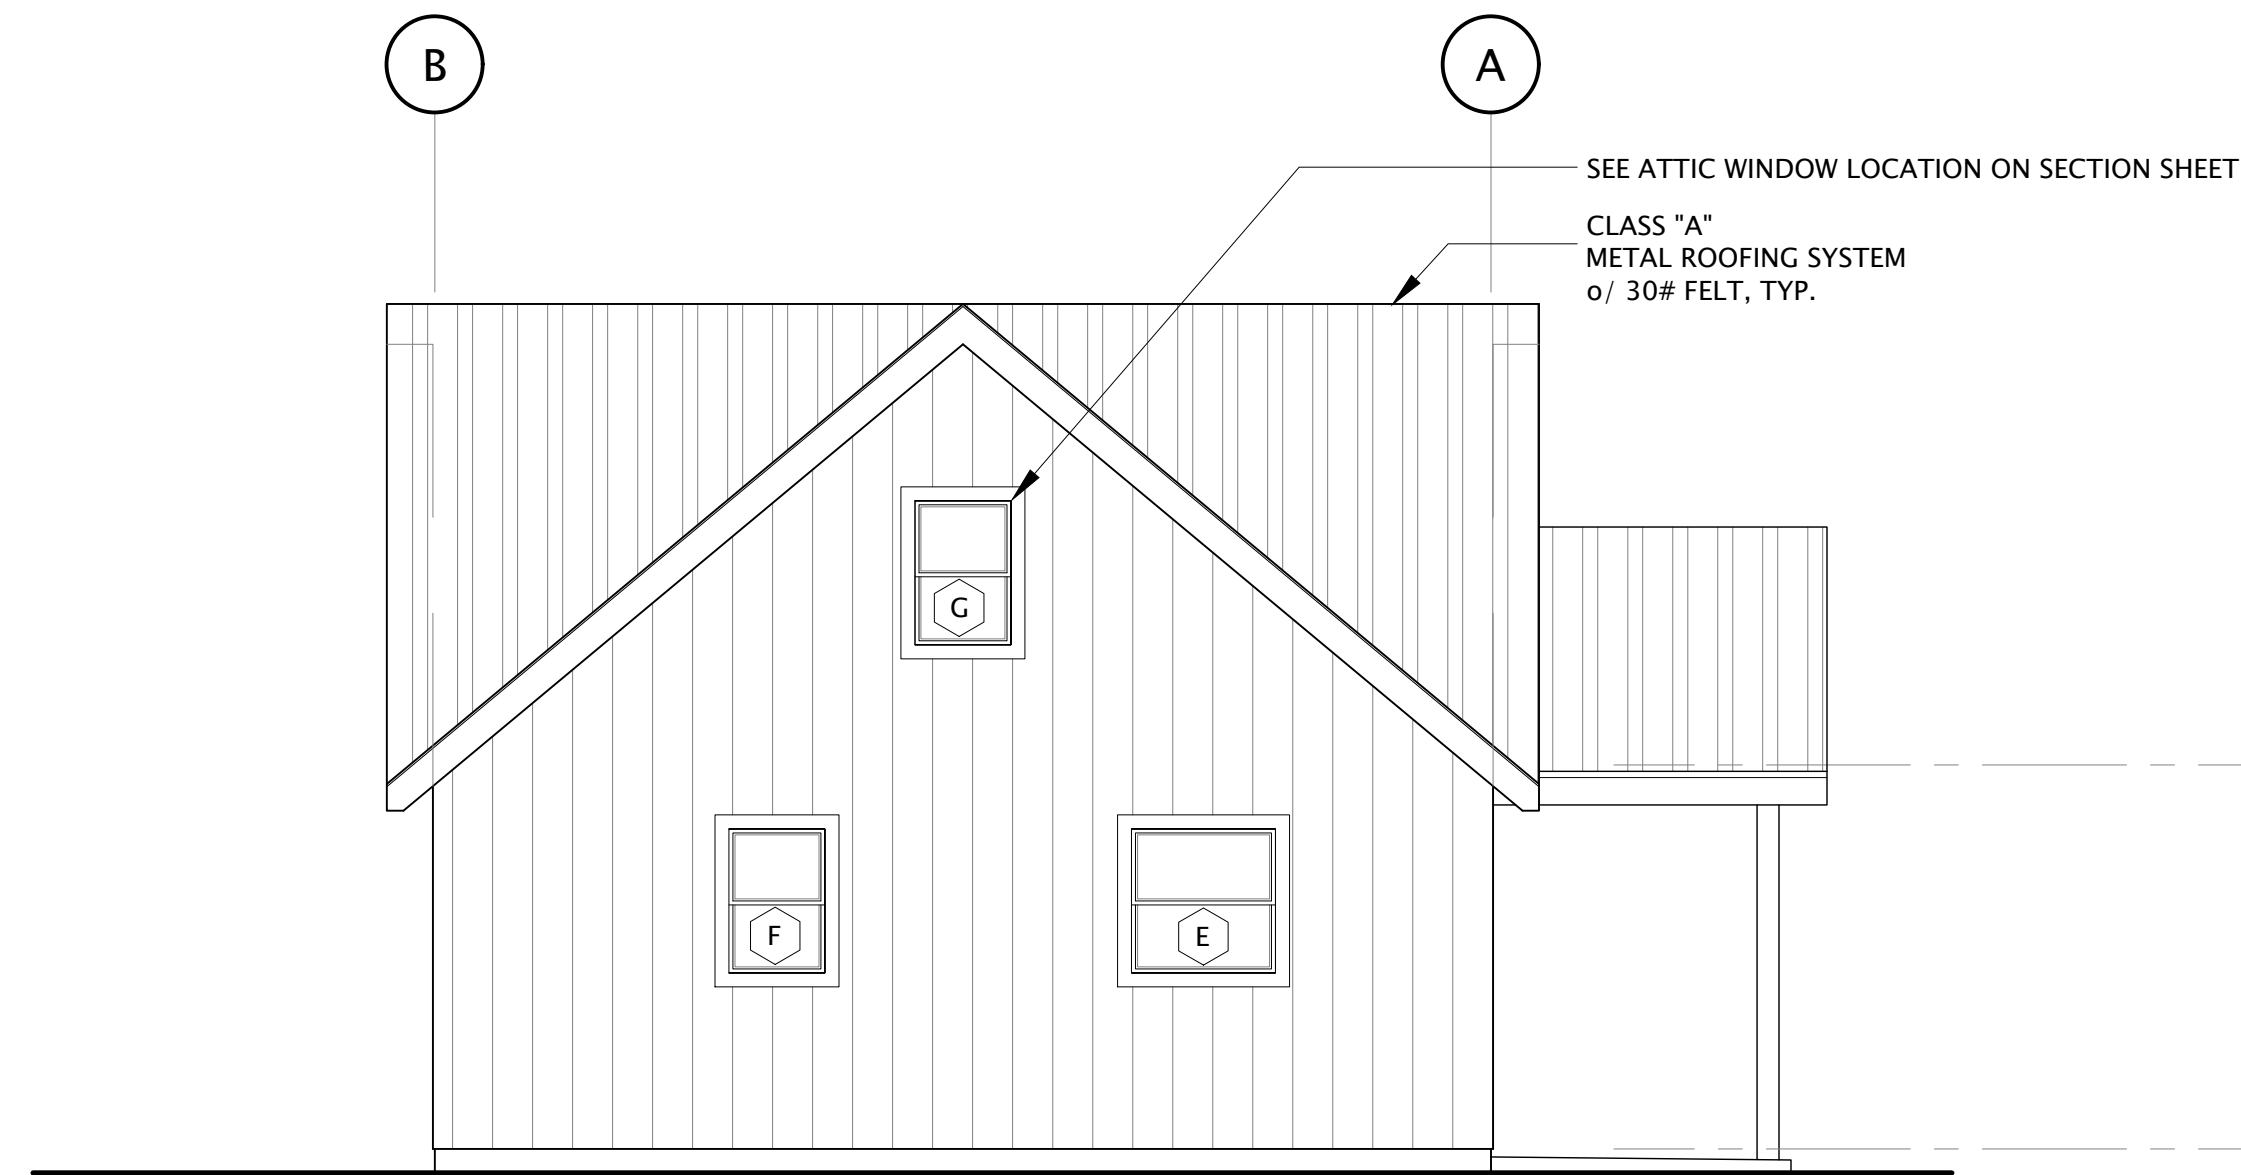 B
A
SEE ATTIC WINDOW LOCATION ON SECTION SHEET
CLASS "A"
METAL ROOFING SYSTEM
o/ 30# FELT, TYP.
G
F
E